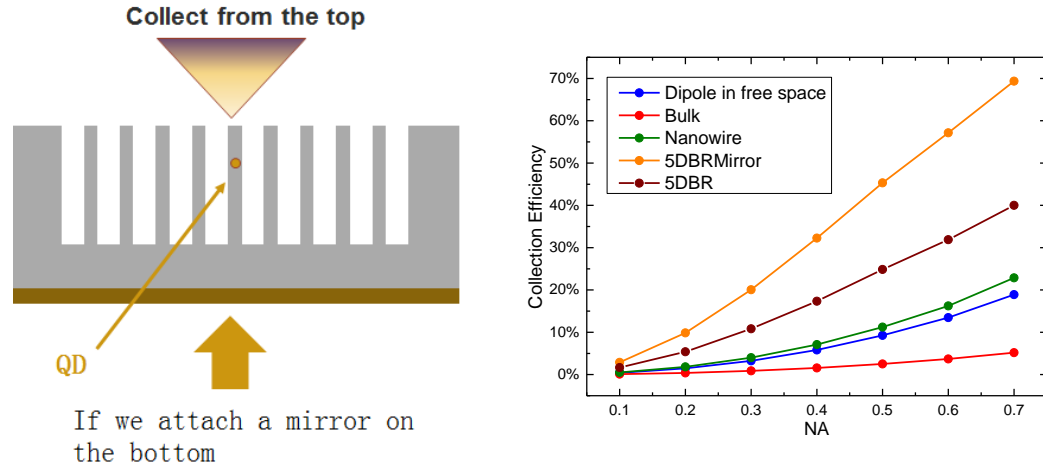 Collect from the top
QD
If we attach a mirror on
the bottom
Collection Efficiency
70%
60%
50%
40%
30%
20%
10%
0%
Dipole in free space
Bulk
Nanowire
5DBRMirror
5DBR
0.1 0.2 0.3 0.4 0.5 0.6 0.7
NA